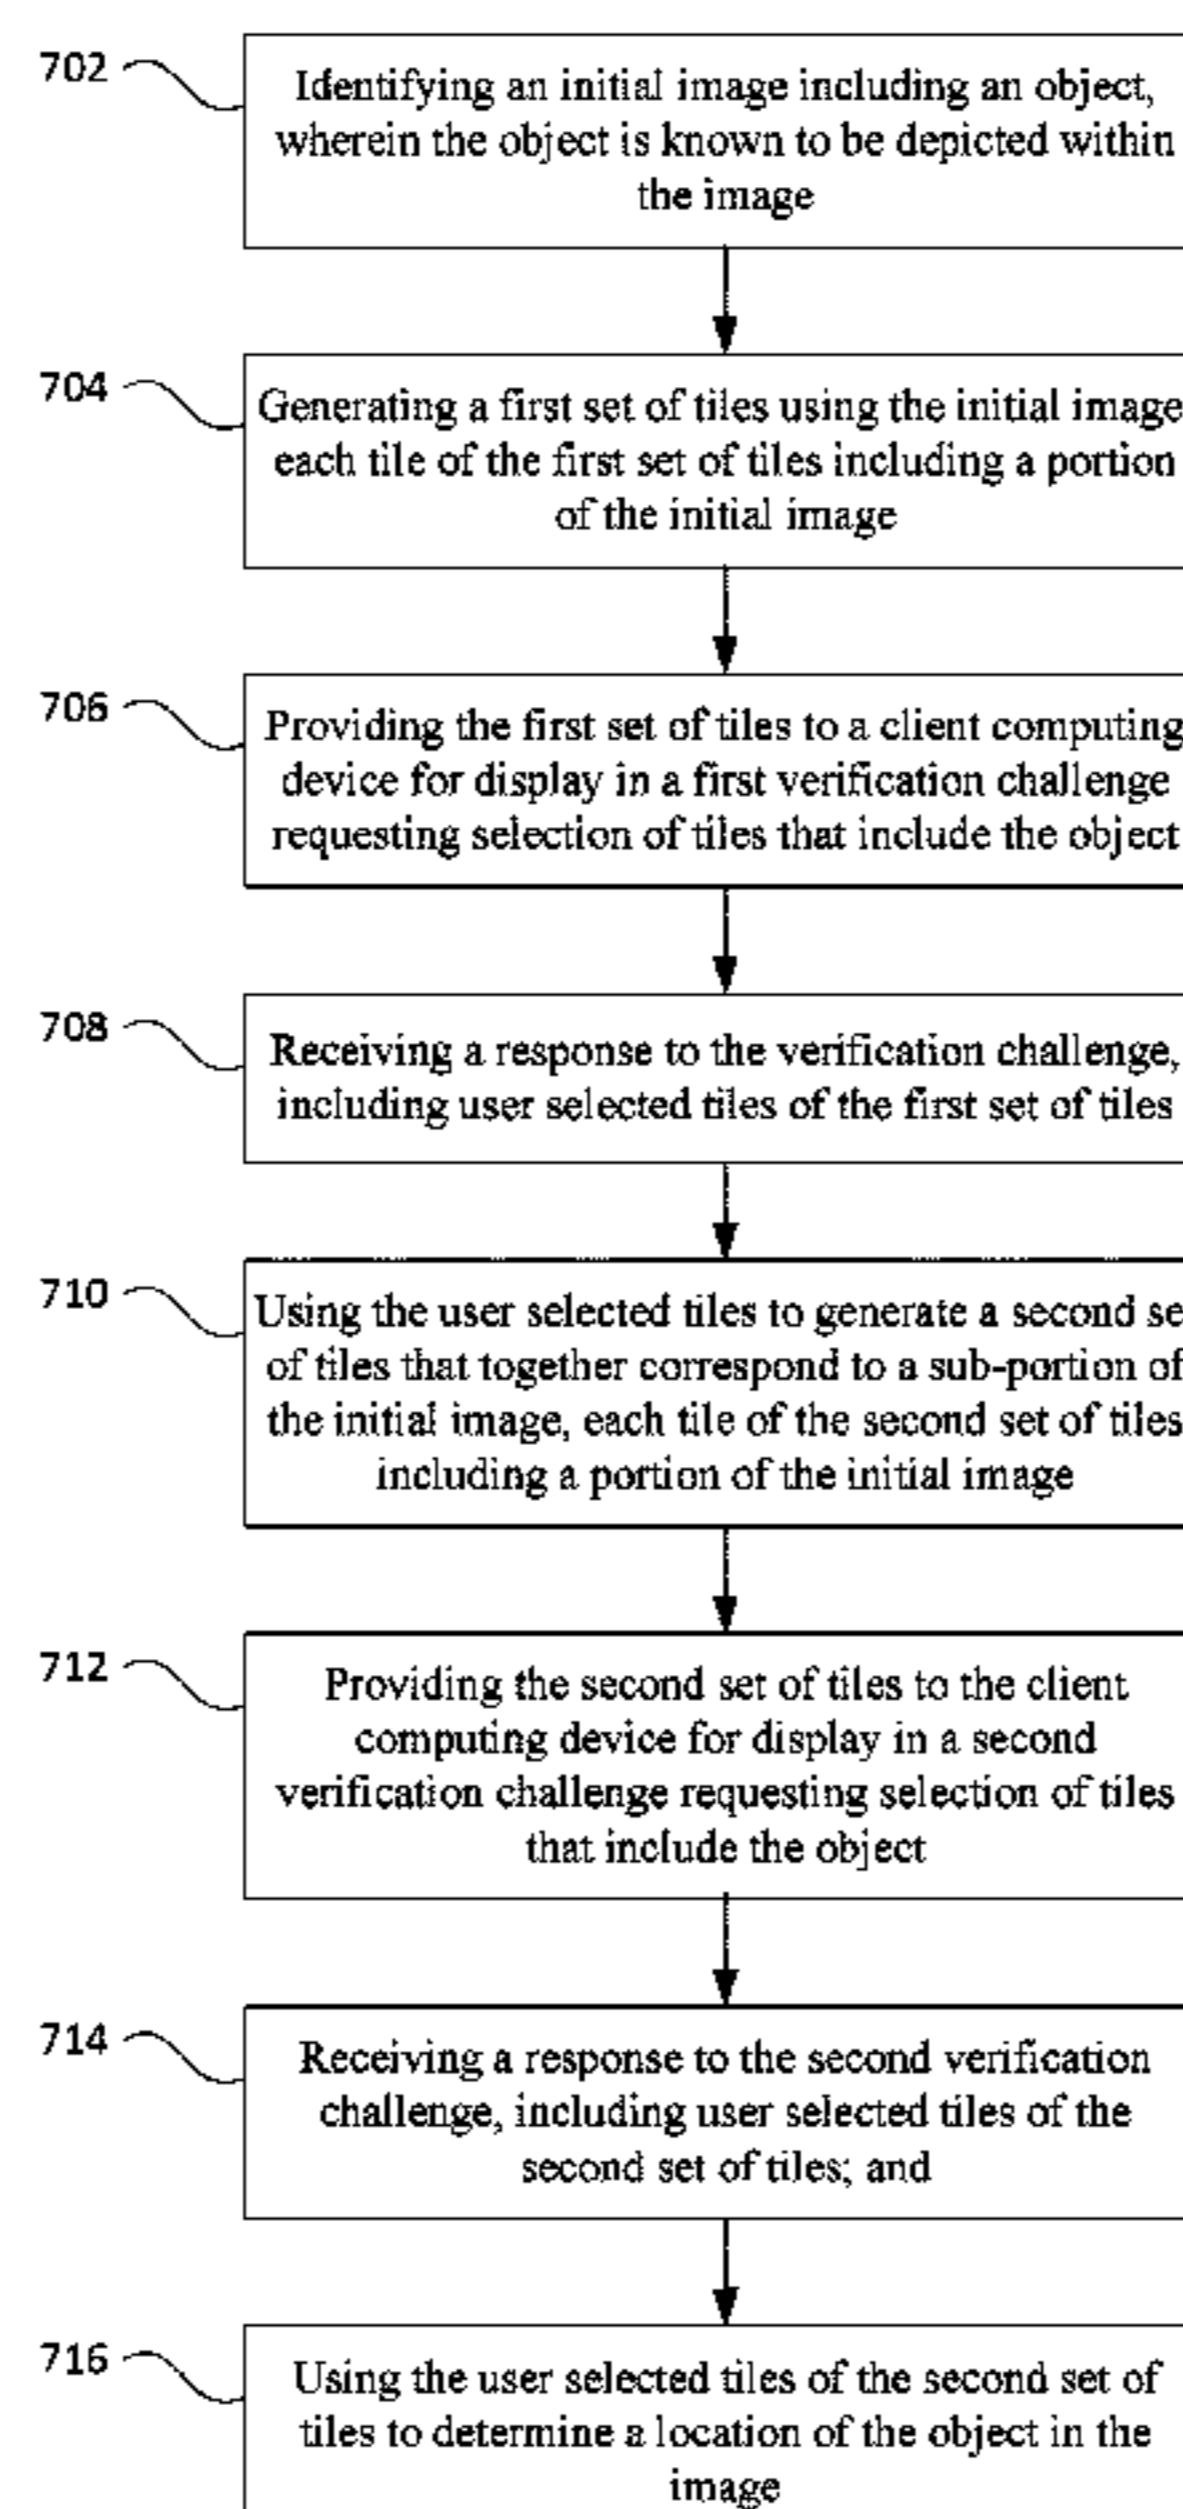 702
Identifying an initial image including an object,
wherein the object is known to be depicted within
the image
704
Generating a first set of tiles using the initial image
each tile of the first set of tiles including a portion
of the initial image
706
Providing the first set of tiles to a client computing
device for display in a first verification challenge
requesting selection of tiles that include the object
708
Receiving a response to the verification challenge,
including user selected tiles of the first set of tiles
710
Using the user selected tiles to generate a second se
of tiles that together correspond to a sub-portion of
the initial image, each tile of the second set of tiles
including a portion of the initial image
712
Providing the second set of tiles to the client
computing device for display in a second
verification challenge requesting selection of tiles
that include the object
714
Receiving a response to the second verification
challenge, including user selected tiles of the
second set of tiles; and
716
Using the user selected tiles of the second set of
tiles to determine a location of the object in the
image